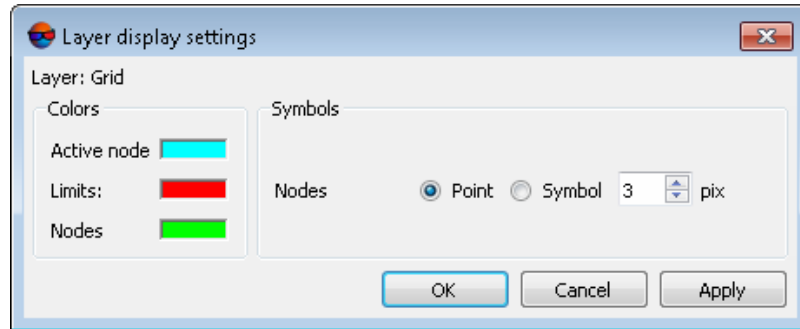 Layer display settings
Layer: Grid
Colors
Active node
Limits:
Nodes
Symbols
Nodes Point Symbol 3 pix
OK Cancel Apply